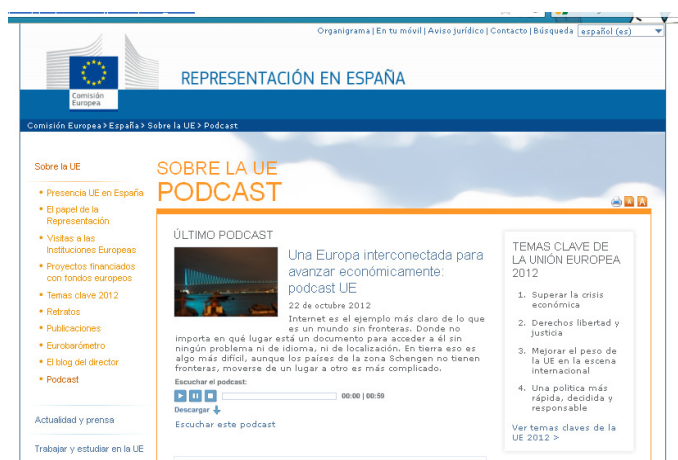 Organigrama | En tu móvil | Aviso jurídico | Contacto | Búsqueda español (es)
Comisión
Europea
REPRESENTACIÓN EN ESPAÑA
Comisión Europea > España > Sobre la UE > Podcast
Sobre la UE
Presencia UE en España
El papel de la
Representación
Visitas a las
Instituciones Europeas
Proyectos financiados
con fondos europeos
Temas clave 2012
Retratos
Publicaciones
Eurobarómetro
El blog del director
Podcast
Actualidad y prensa
Trabajar y estudiar en la UE
SOBRE LA UE
PODCAST
A A
ÚLTIMO PODCAST
Una Europa interconectada para
avanzar económicamente:
podcast UE
22 de octubre 2012
Internet es el ejemplo más claro de lo que
es un mundo sin fronteras. Donde no
importa en qué lugar está un documento para acceder a él sin
ningún problema ni de idioma, ni de localización. En tierra eso es
algo más difícil, aunque los países de la zona Schengen no tienen
fronteras, moverse de un lugar a otro es más complicado.
Escuchar el podcast:
00:00 | 00:59
Descargar
Escuchar este podcast
TEMAS CLAVE DE
LA UNIÓN EUROPEA
2012
1. Superar la crisis
económica
2. Derechos libertad y
justicia
3. Mejorar el peso de
la UE en la escena
internacional
4. Una politica más
rápida, decidida y
responsable
Ver temas claves de la
UE 2012 >